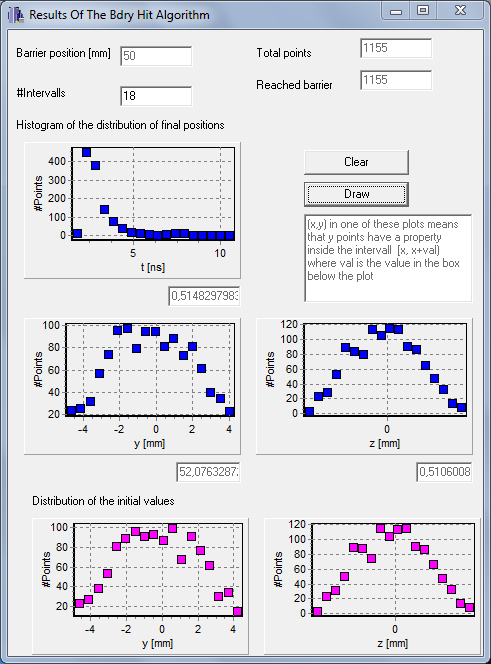 Results Of The Bdry Hit Algorithm
Barrier position [mm] 50
Total points 1155
#Intervalls 18
Reached barrier 1155
Histogram of the distribution of final positions
#Points
400
300
200
100
0
5 10
t [ns]
0,5148297983
Clear
Draw
(x,y) in one of these plots means
that y points have a property
inside the intervall [x, x+val)
where val is the value in the box
below the plot
#Points
100
80
60
40
20
-4 -2 0 2 4
y [mm]
52,0763287
#Points
120
100
80
60
40
20
0
0
z [mm]
0,5106008
Distribution of the initial values
#Points
100
80
60
40
20
-4 -2 0 2 4
y [mm]
#Points
120
100
80
60
40
20
0
0
z [mm]